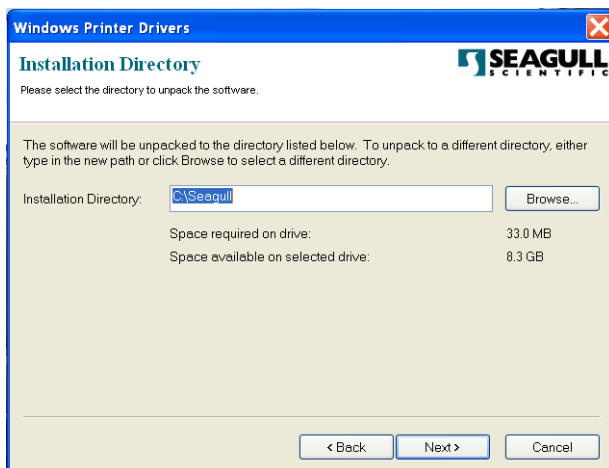 Windows Printer Drivers
Installation Directory
SEAGULL
SCIENTIFIC
Please select the directory to unpack the software.
The software will be unpacked to the directory listed below. To unpack to a different directory, either
type in the new path or click Browse to select a different directory.
Installation Directory: C:\Seagull Browse...
Space required on drive: 33.0 MB
Space available on selected drive: 8.3 GB
< Back Next > Cancel